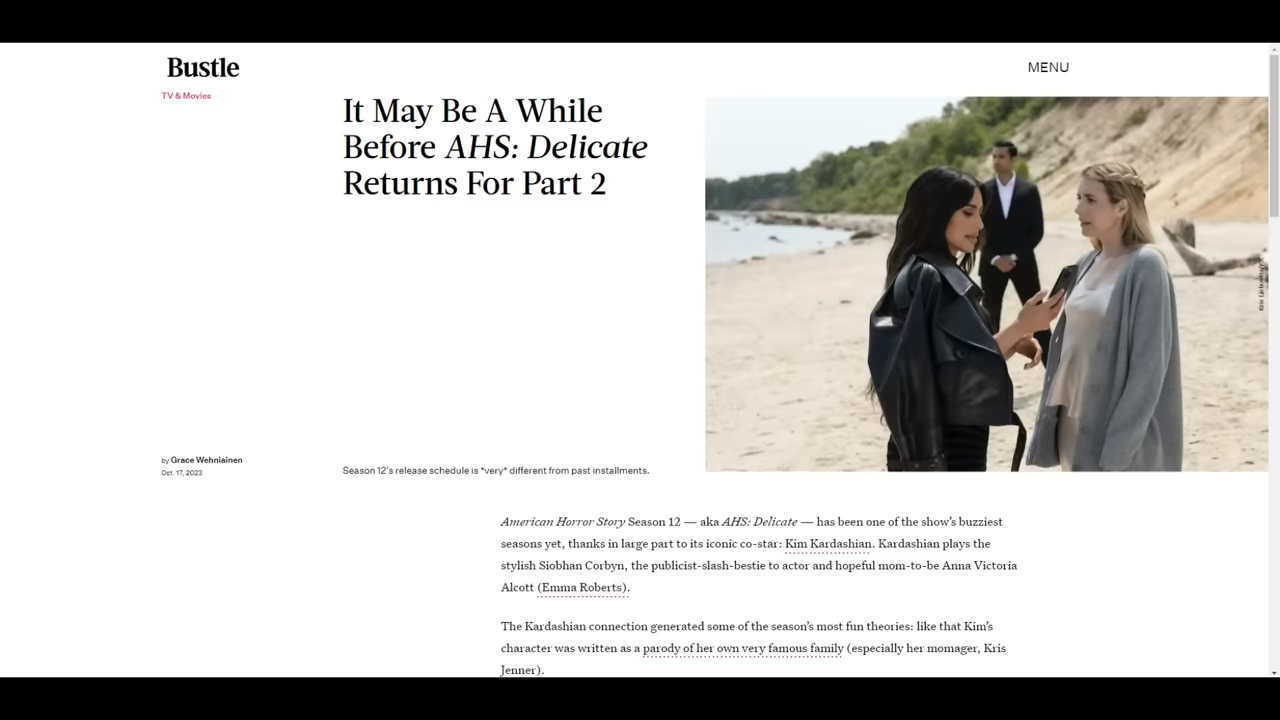 Bustle
MENU
TV & Movies
It May Be A While
Before AHS: Delicate
Returns For Part 2
by Grace Wehniainen
Oct. 17, 2023
Season 12's release schedule is *very* different from past installments.
American Horror Story Season 12 — aka AHS: Delicate — has been one of the show's buzziest
seasons yet, thanks in large part to its iconic co-star: Kim Kardashian. Kardashian plays the
stylish Siobhan Corbyn, the publicist-slash-bestie to actor and hopeful mom-to-be Anna Victoria
Alcott (Emma Roberts).
The Kardashian connection generated some of the season's most fun theories: like that Kim's
character was written as a parody of her own very famous family (especially her momager, Kris
Jenner).